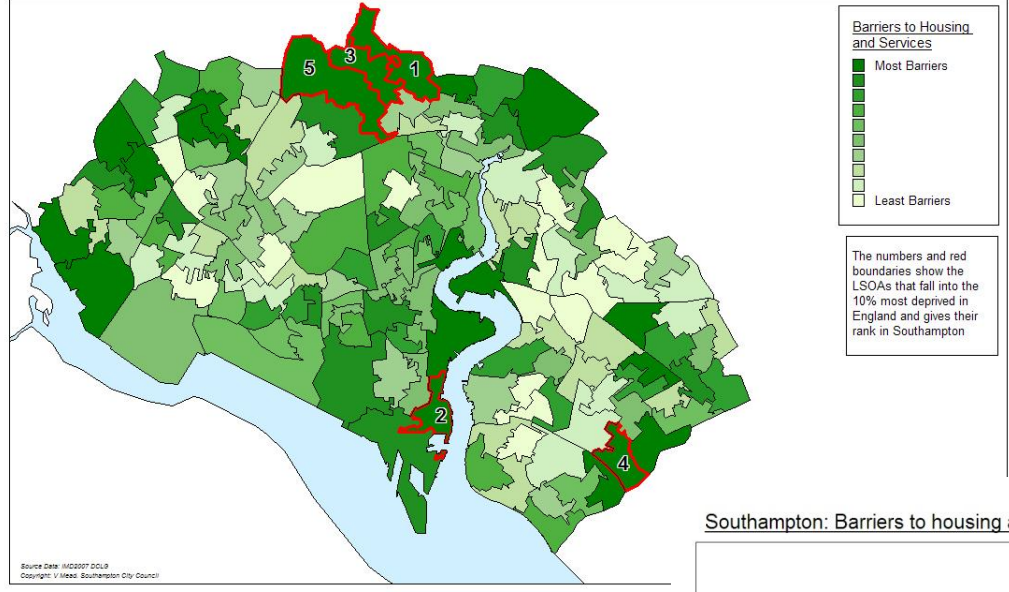 Barriers to Housing
and Services
Most Barriers
Least Barriers
The numbers and red
boundaries show the
LSOAs that fall into the
10% most deprived in
England and gives their
rank in Southampton
5
3
1
2
4
Southampton: Barriers to housing
Source Data: IMD2007 DCLG
Copyright: V Mead. Southampton City Council